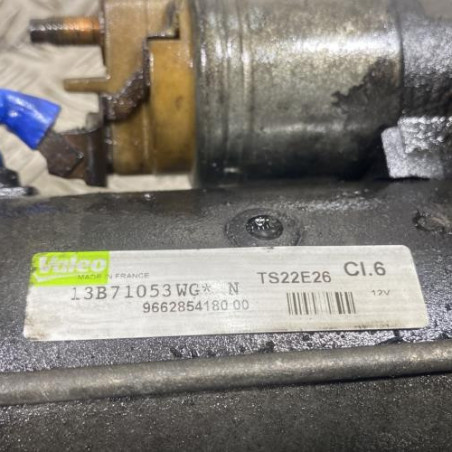 Valeo
MADE IN FRANCE
13B71053WG* N
9662854180 00
TS22E26 Cl.6
12V